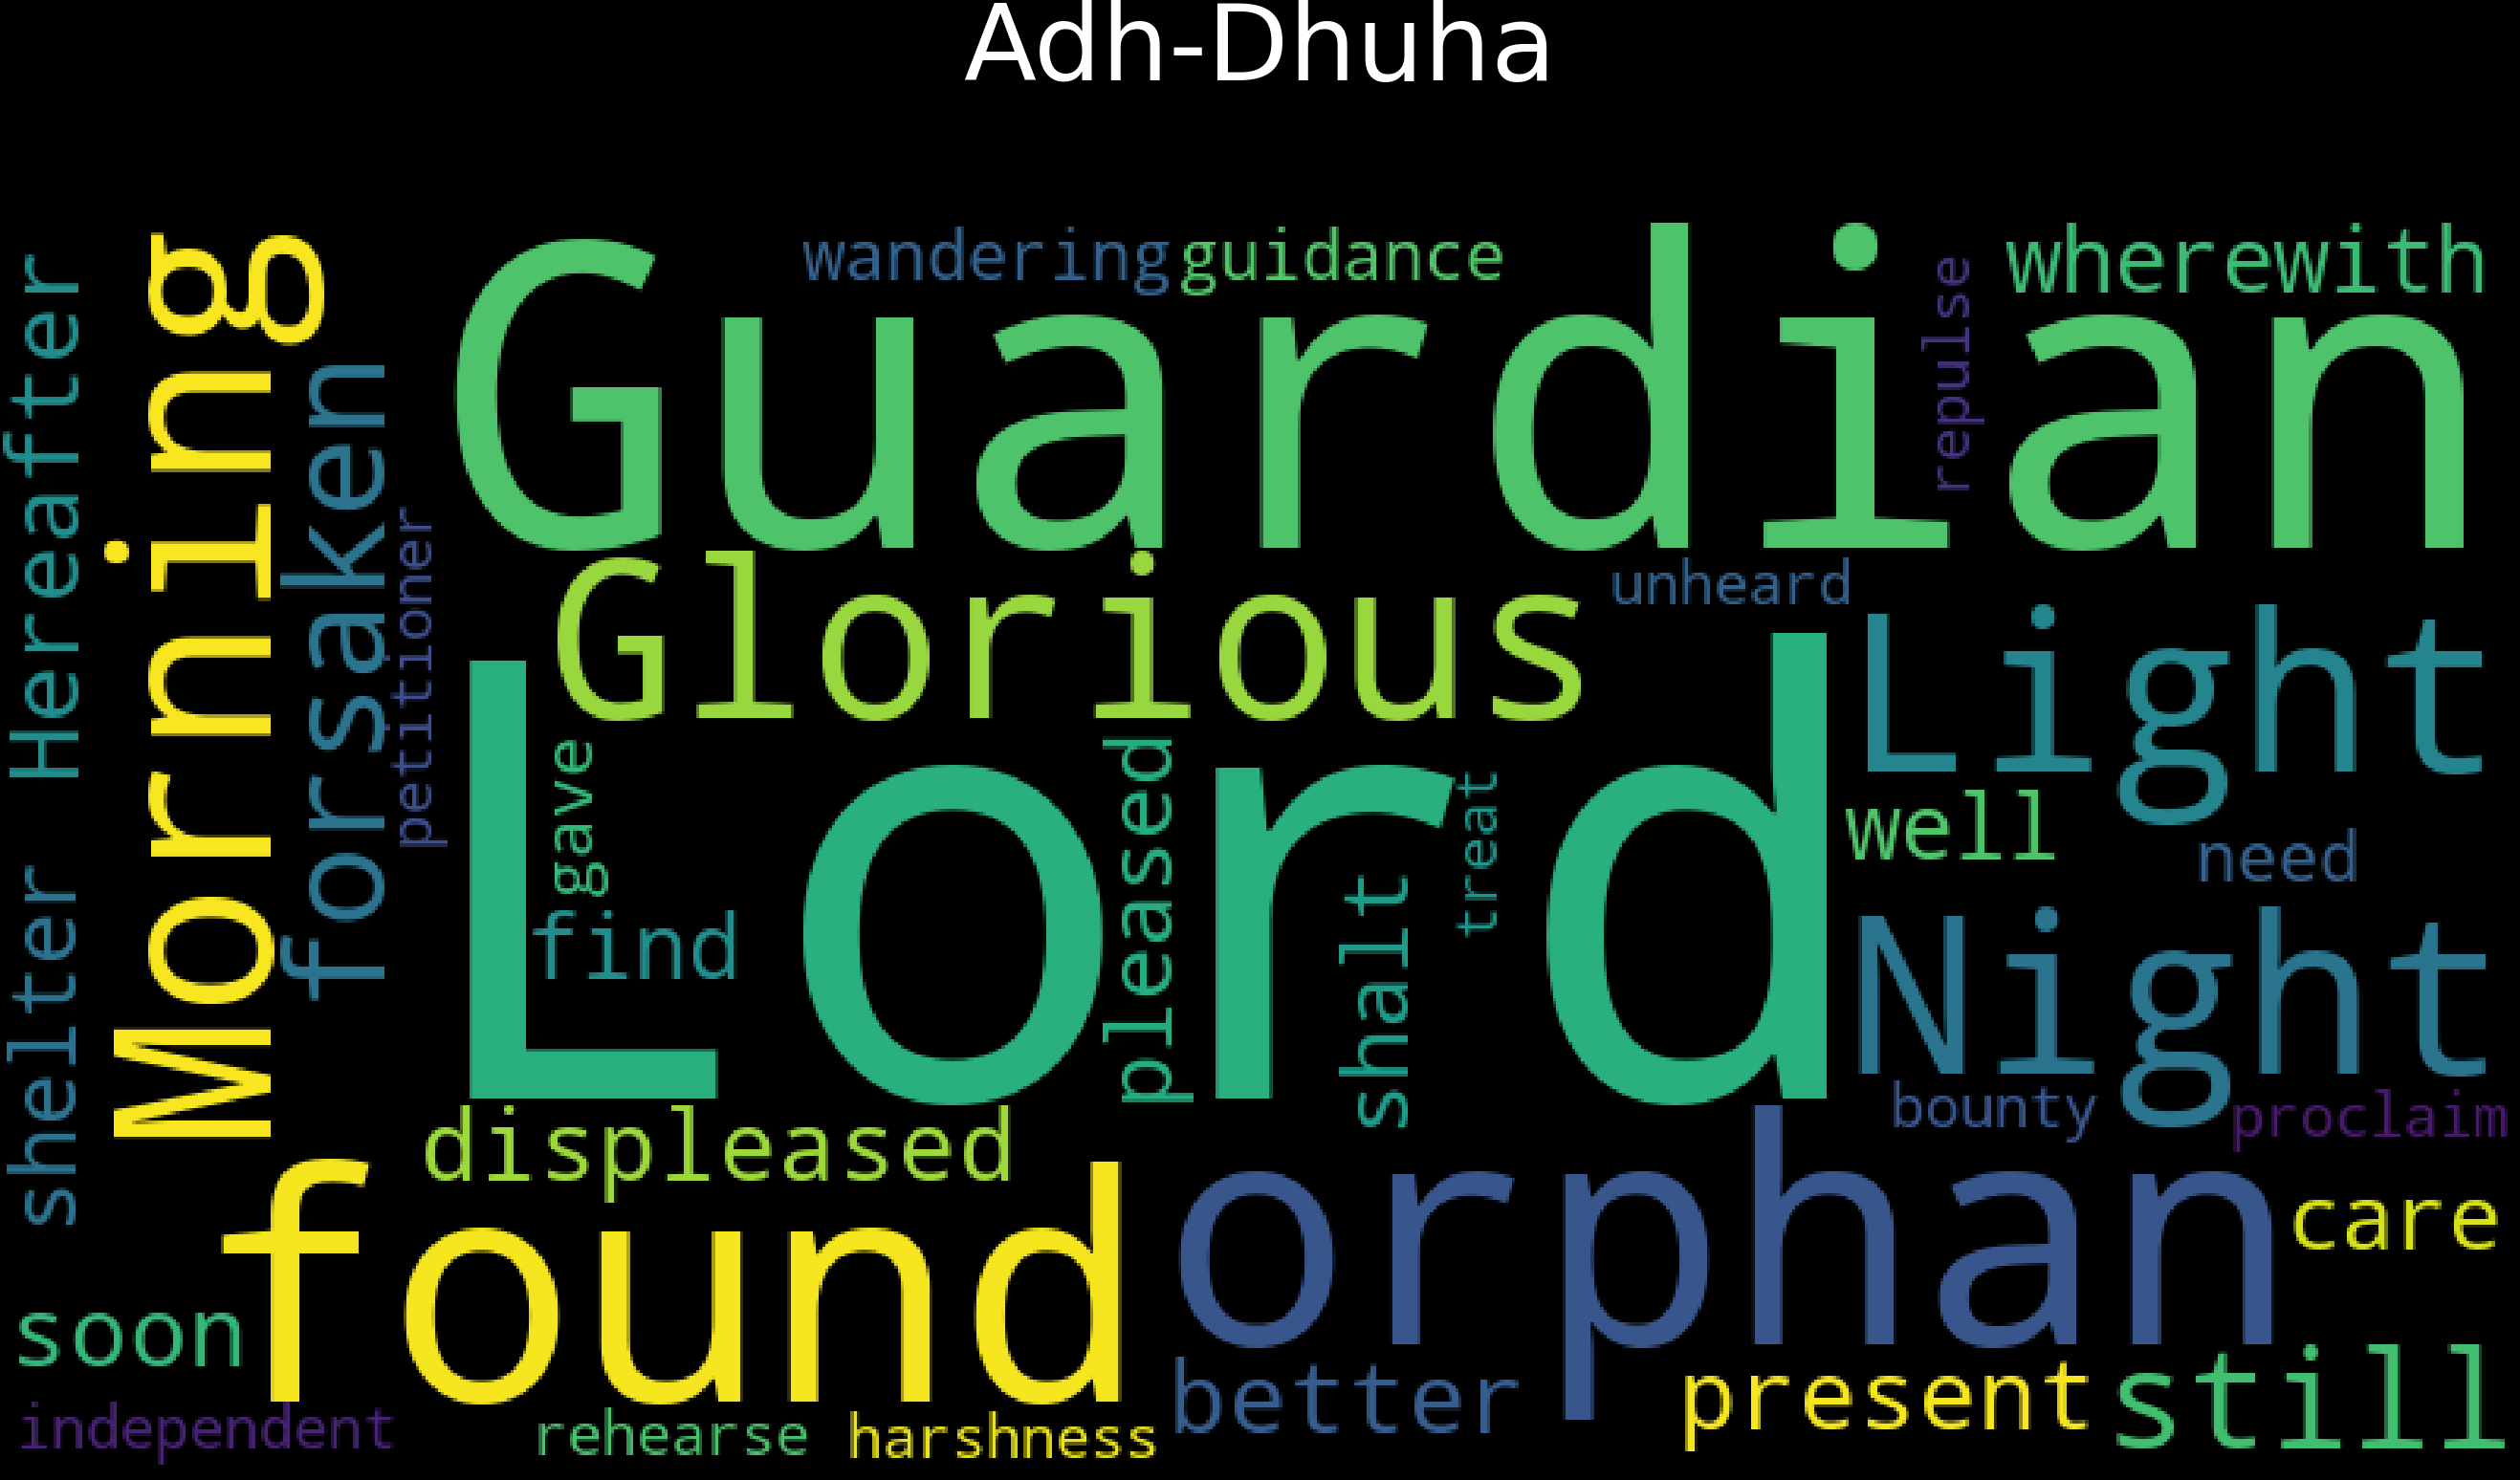 Adh-Dhuha
wandering
guidance
wherewith
Guardian
repulse
Hereafter
Morning
forsaken
petitioner
Glorious
unheard
Light
Lord
gave
pleased
treat
well
need
find
shalt
Night
shelter
bounty
proclaim
displeased
orphan
found
care
soon
better
present
still
independent
rehearse
harshness